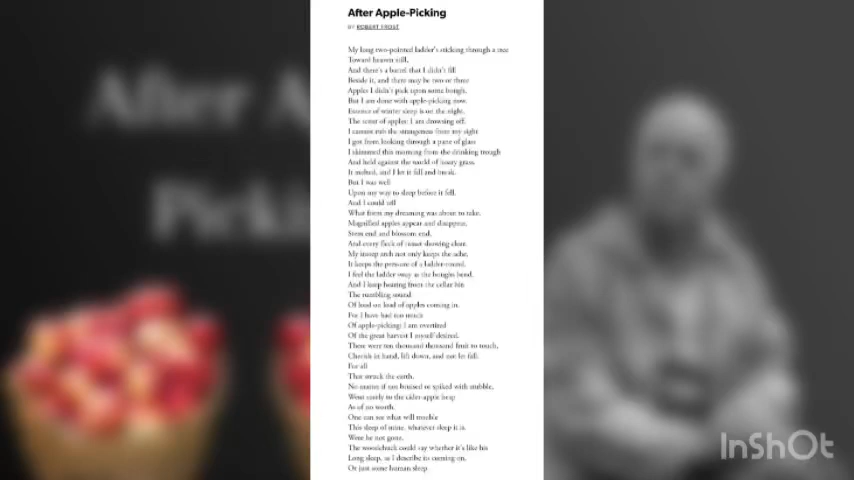 After Apple-Picking
BY ROBERT FROST
My long two-pointed ladder's sticking through a tree
Toward heaven still,
And there's a barrel that I didn't fill
Beside it, and there may be two or three
Apples I didn't pick upon some bough.
But I am done with apple-picking now.
Essence of winter sleep is on the night,
The scent of apples: I am drowsing off.
I cannot rub the strangeness from my sight
I got from looking through a pane of glass
I skimmed this morning from the drinking trough
And held against the world of hoary grass.
It melted, and I let it fall and break.
But I was well
Upon my way to sleep before it fell,
And I could tell
What form my dreaming was about to take.
Magnified apples appear and disappear,
Stem end and blossom end,
And every fleck of russet showing clear.
My instep arch not only keeps the ache,
It keeps the pressure of a ladder-round.
I feel the ladder sway as the boughs bend.
And I keep hearing from the cellar bin
The rumbling sound
Of load on load of apples coming in.
For I have had too much
Of apple-picking: I am overtired
Of the great harvest I myself desired.
There were ten thousand thousand fruit to touch,
Cherish in hand, lift down, and not let fall.
For all
That struck the earth,
No matter if not bruised or spiked with stubble,
Went surely to the cider-apple heap
As of no worth.
One can see what will trouble
This sleep of mine, whatever sleep it is.
Were he not gone,
The woodchuck could say whether it's like his
Long sleep, as I describe its coming on,
Or just some human sleep
After A
Picki
InShOt